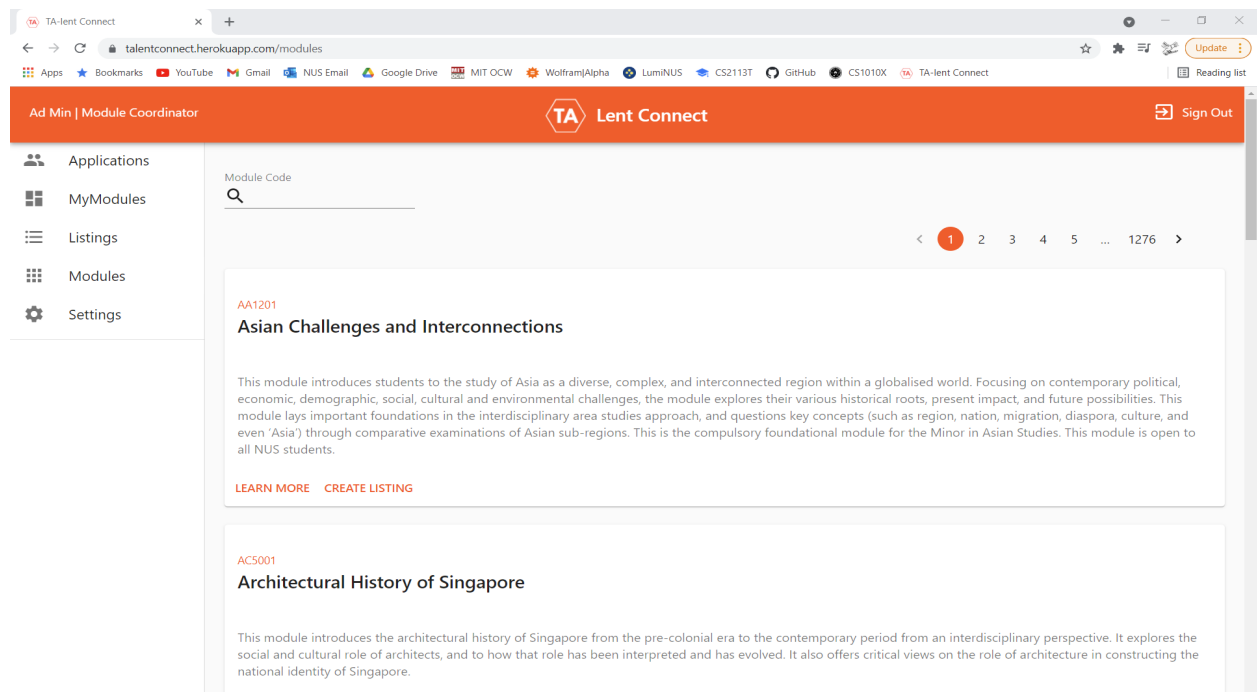 TA TA-lent Connect
talentconnect.herokuapp.com/modules
Update
Apps Bookmarks YouTube Gmail NUS Email Google Drive MIT OCW Wolfram|Alpha LumiNUS CS2113T GitHub CS1010X TA TA-lent Connect Reading list
Ad Min | Module Coordinator TA Lent Connect Sign Out
Applications
MyModules
Listings
Modules
Settings
Module Code
< 1 2 3 4 5 ... 1276 >
AA1201
Asian Challenges and Interconnections
This module introduces students to the study of Asia as a diverse, complex, and interconnected region within a globalised world. Focusing on contemporary political,
economic, demographic, social, cultural and environmental challenges, the module explores their various historical roots, present impact, and future possibilities. This
module lays important foundations in the interdisciplinary area studies approach, and questions key concepts (such as region, nation, migration, diaspora, culture, and
even ‘Asia’) through comparative examinations of Asian sub-regions. This is the compulsory foundational module for the Minor in Asian Studies. This module is open to
all NUS students.
LEARN MORE CREATE LISTING
AC5001
Architectural History of Singapore
This module introduces the architectural history of Singapore from the pre-colonial era to the contemporary period from an interdisciplinary perspective. It explores the
social and cultural role of architects, and to how that role has been interpreted and has evolved. It also offers critical views on the role of architecture in constructing the
national identity of Singapore.